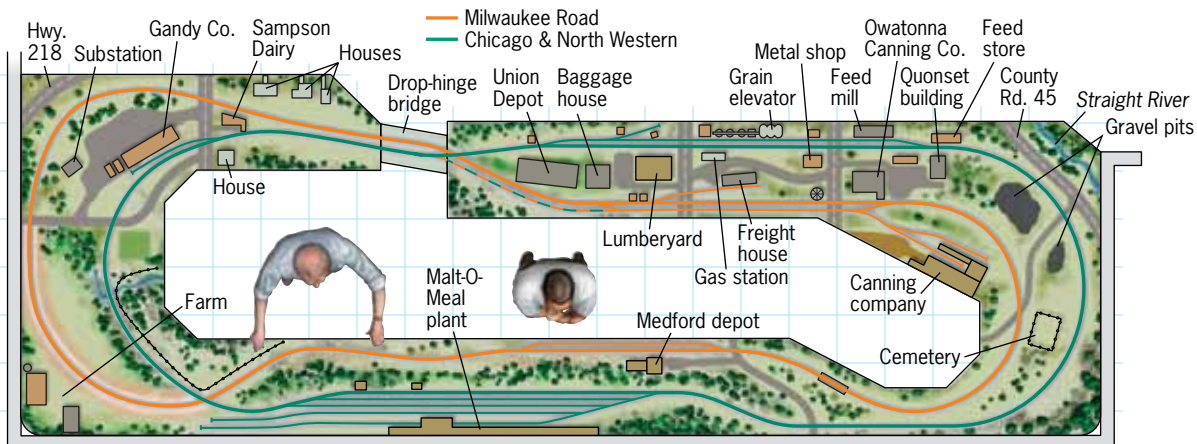 Hwy.
218
Substation
Gandy Co.
Sampson
Dairy
Houses
Milwaukee Road
Chicago & North Western
Drop-hinge
bridge
Union
Depot
Baggage
house
Grain
elevator
Metal shop
Feed
mill
Owatonna
Canning Co.
Quonset
building
Feed
store
County
Rd. 45
Straight River
Gravel pits
House
Lumberyard
Freight
house
Gas station
Canning
company
Cemetery
Farm
Malt-O-
Meal
plant
Medford depot